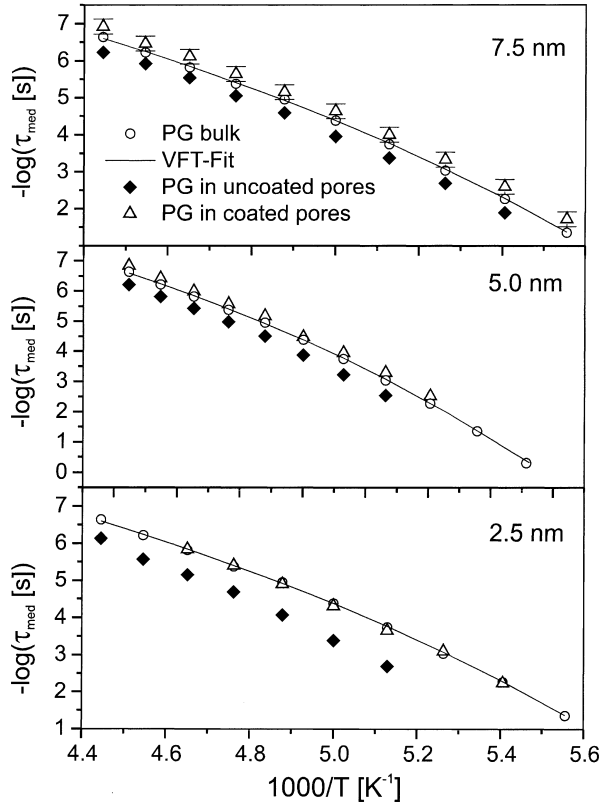 7
7.5 nm
6
5
4
3
2
-log(τmed [s])
PG bulk
VFT-Fit
PG in uncoated pores
PG in coated pores
7
5.0 nm
6
5
4
3
2
1
0
-log(τmed [s])
7
2.5 nm
6
5
4
3
2
1
-log(τmed [s])
4.4 4.6 4.8 5.0 5.2 5.4 5.6
1000/T [K⁻¹]